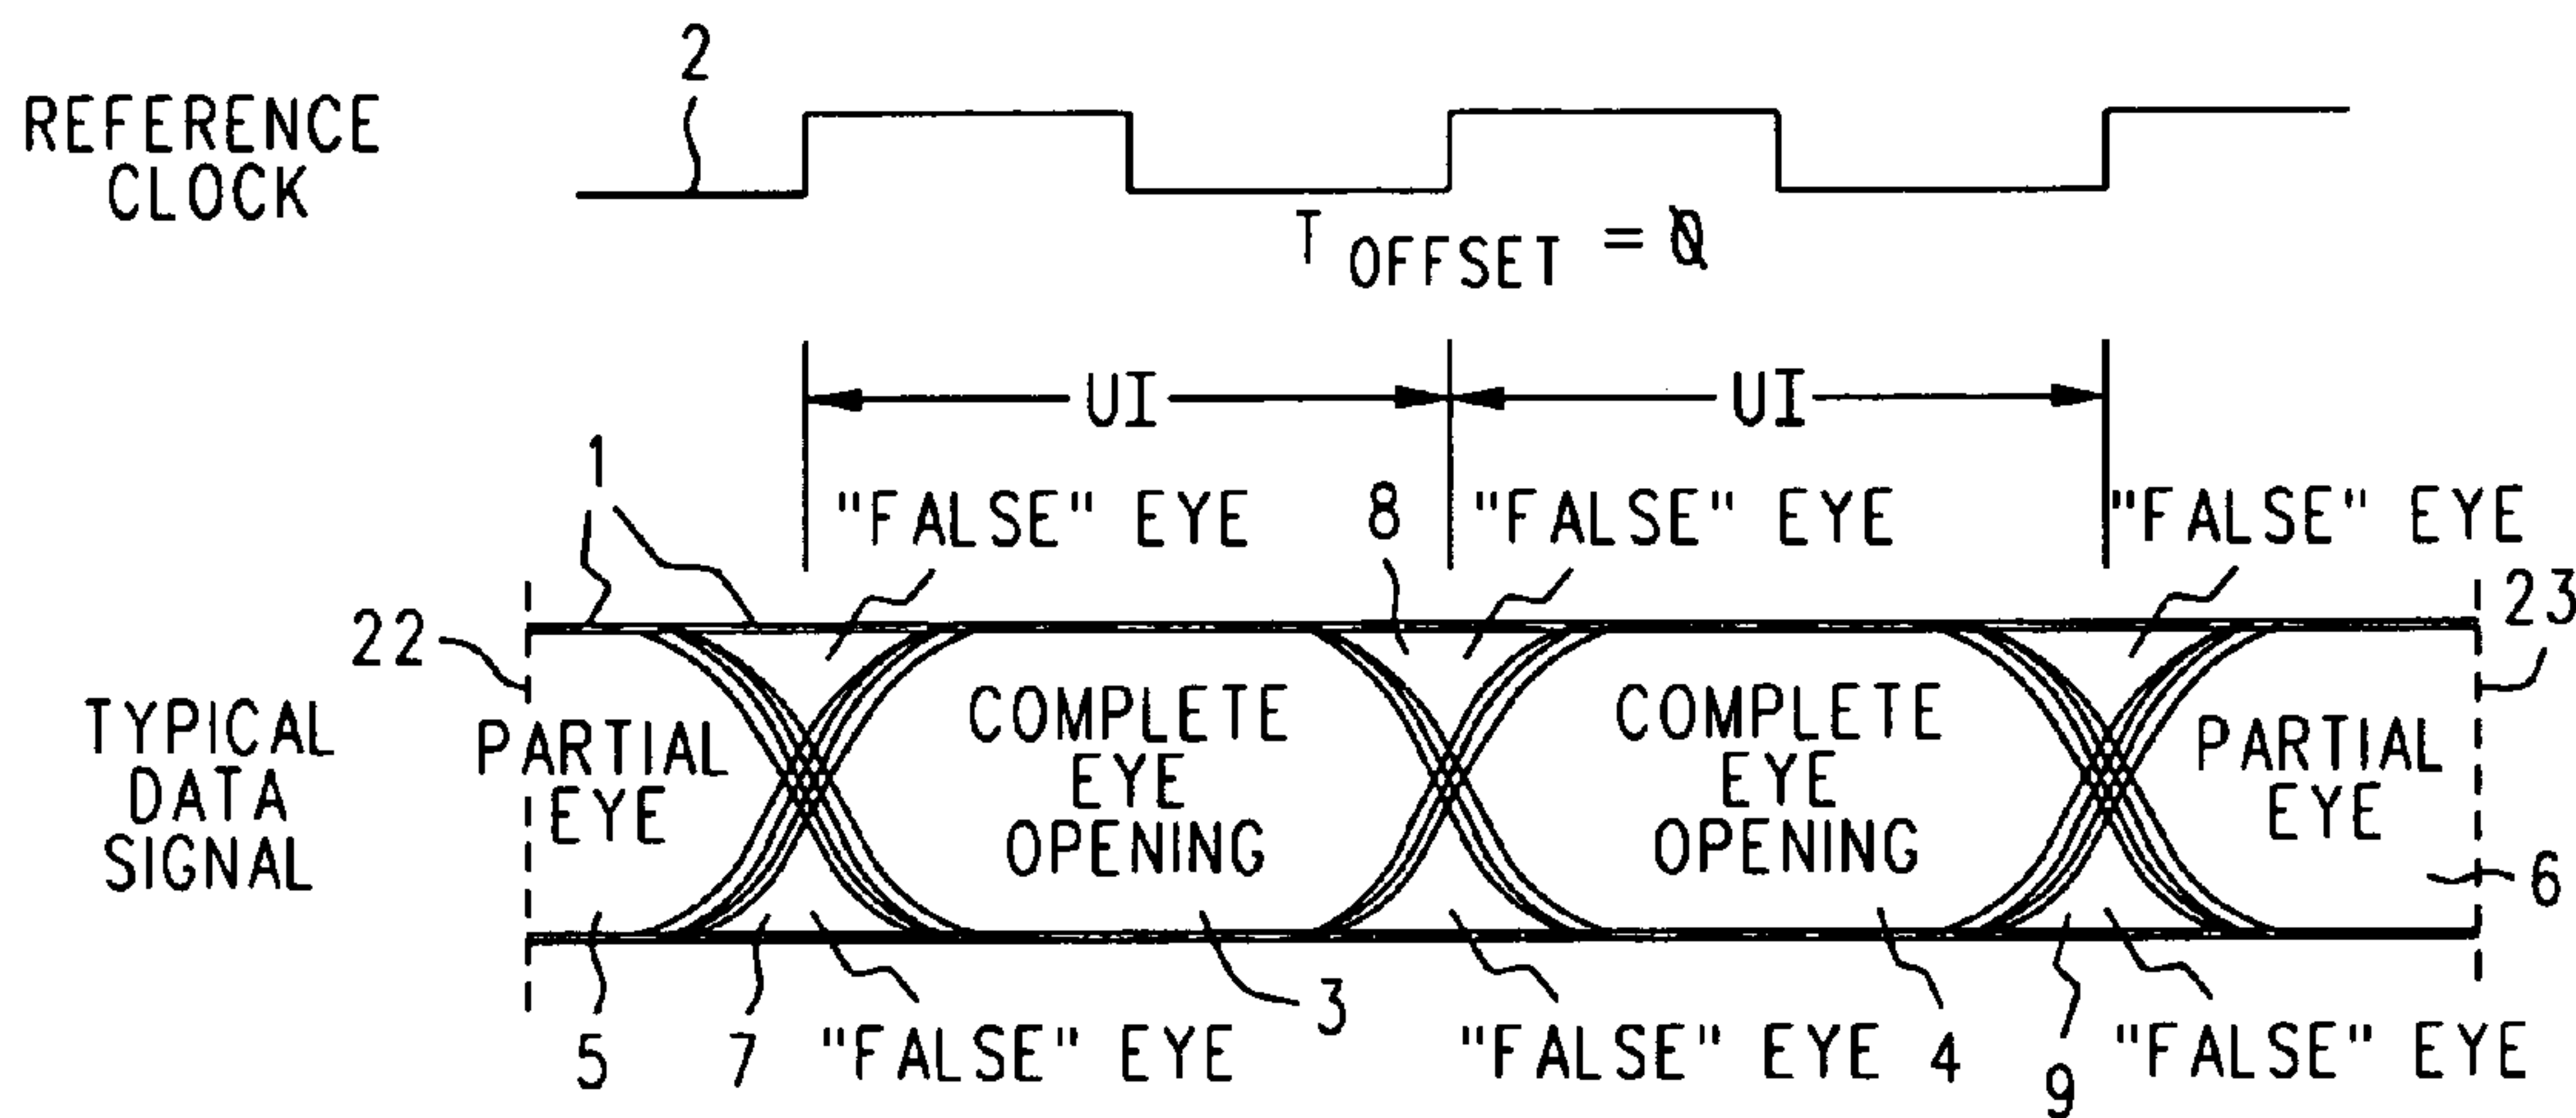 2
REFERENCE
CLOCK
T OFFSET = 0
UI
UI
1
"FALSE" EYE
8
"FALSE" EYE
"FALSE" EYE
22
23
TYPICAL
DATA
SIGNAL
PARTIAL
EYE
COMPLETE
EYE
OPENING
COMPLETE
EYE
OPENING
PARTIAL
EYE
6
5
7
"FALSE" EYE
3
"FALSE" EYE
4
9
"FALSE" EYE